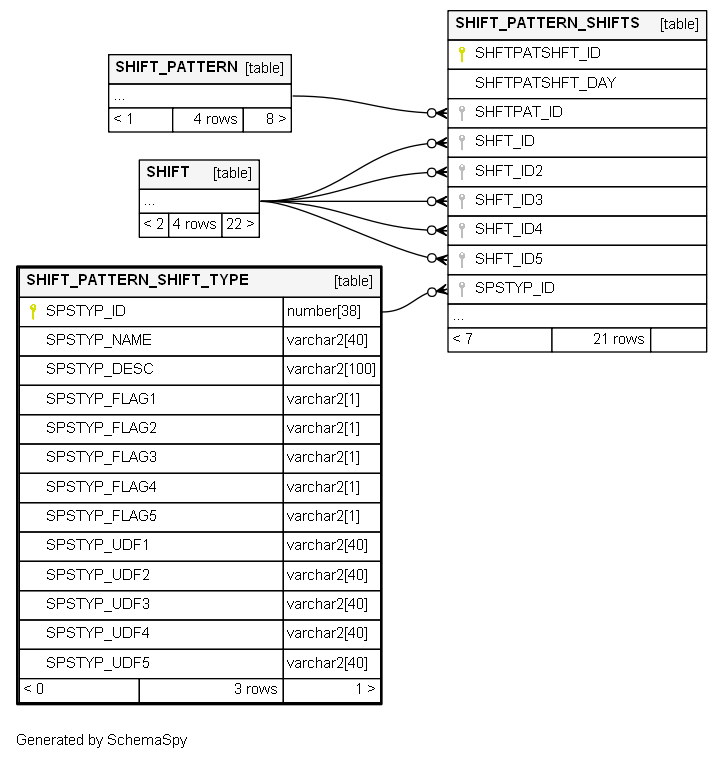 SHIFT_PATTERN_SHIFTS [table]
SHFTPATSHFT_ID
SHFTPATSHFT_DAY
SHFTPAT_ID
SHFT_ID
SHFT_ID2
SHFT_ID3
SHFT_ID4
SHFT_ID5
SPSTYP_ID
...
< 7 21 rows
SHIFT_PATTERN [table]
...
< 1 4 rows 8 >
SHIFT [table]
...
< 2 4 rows 22 >
SHIFT_PATTERN_SHIFT_TYPE [table]
SPSTYP_ID number[38]
SPSTYP_NAME varchar2[40]
SPSTYP_DESC varchar2[100]
SPSTYP_FLAG1 varchar2[1]
SPSTYP_FLAG2 varchar2[1]
SPSTYP_FLAG3 varchar2[1]
SPSTYP_FLAG4 varchar2[1]
SPSTYP_FLAG5 varchar2[1]
SPSTYP_UDF1 varchar2[40]
SPSTYP_UDF2 varchar2[40]
SPSTYP_UDF3 varchar2[40]
SPSTYP_UDF4 varchar2[40]
SPSTYP_UDF5 varchar2[40]
< 0 3 rows 1 >
Generated by SchemaSpy